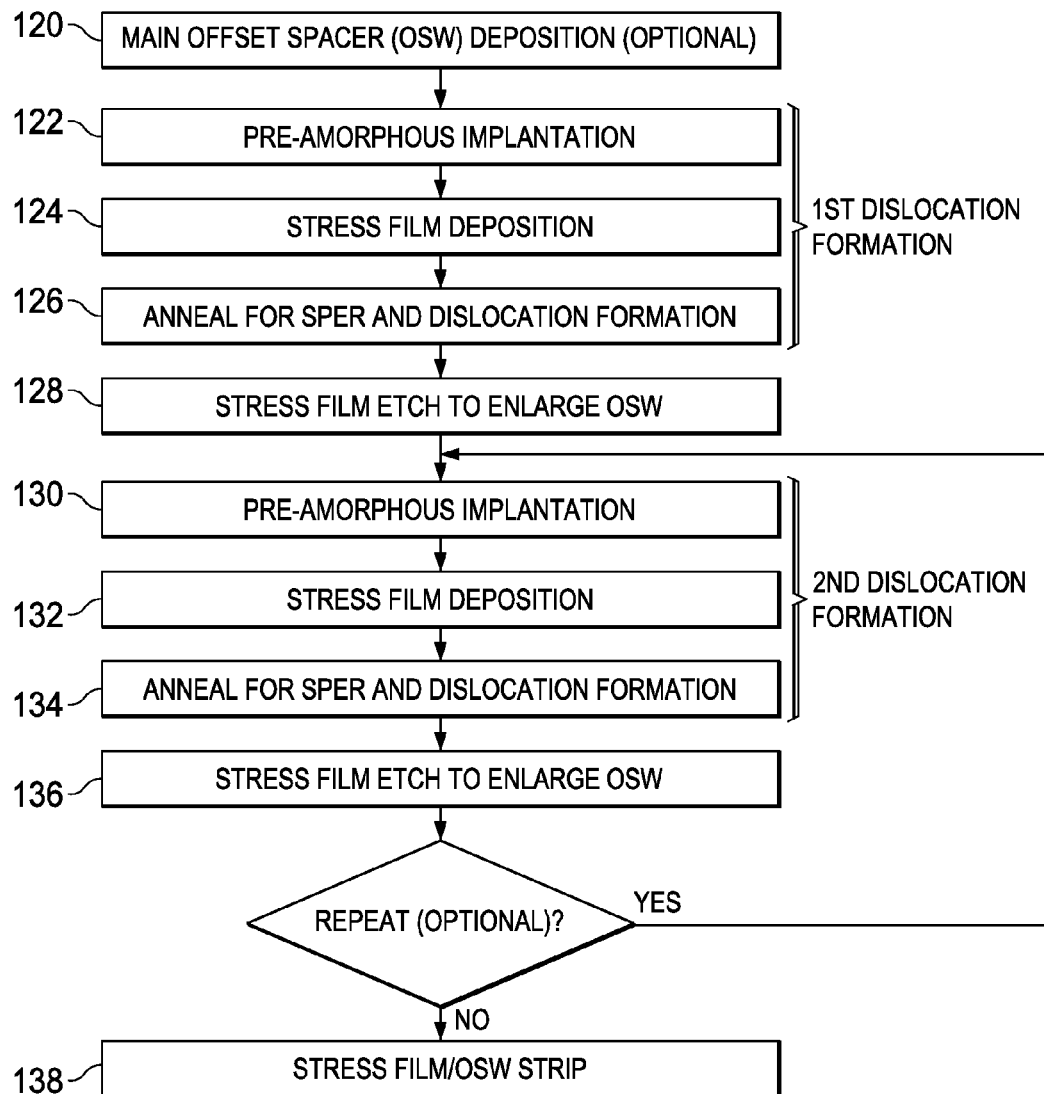 120 MAIN OFFSET SPACER (OSW) DEPOSITION (OPTIONAL)
122 PRE-AMORPHOUS IMPLANTATION
124 STRESS FILM DEPOSITION
126 ANNEAL FOR SPER AND DISLOCATION FORMATION
1ST DISLOCATION
FORMATION
128 STRESS FILM ETCH TO ENLARGE OSW
130 PRE-AMORPHOUS IMPLANTATION
132 STRESS FILM DEPOSITION
134 ANNEAL FOR SPER AND DISLOCATION FORMATION
2ND DISLOCATION
FORMATION
136 STRESS FILM ETCH TO ENLARGE OSW
REPEAT (OPTIONAL)?
YES
NO
138 STRESS FILM/OSW STRIP